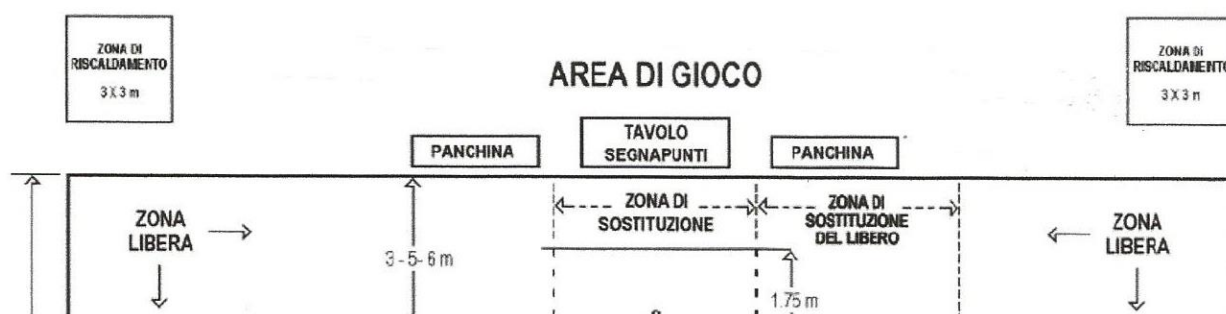 ZONA DI
RISCALDAMENTO
3 X 3 m
AREA DI GIOCO
ZONA DI
RISCALDAMENTO
3 X 3 m
PANCHINA
TAVOLO
SEGNAPUNTI
PANCHINA
ZONA
LIBERA
ZONA DI
SOSTITUZIONE
ZONA DI
SOSTITUZIONE
DEL LIBERO
ZONA
LIBERA
3 - 5- 6 m
1.75 m